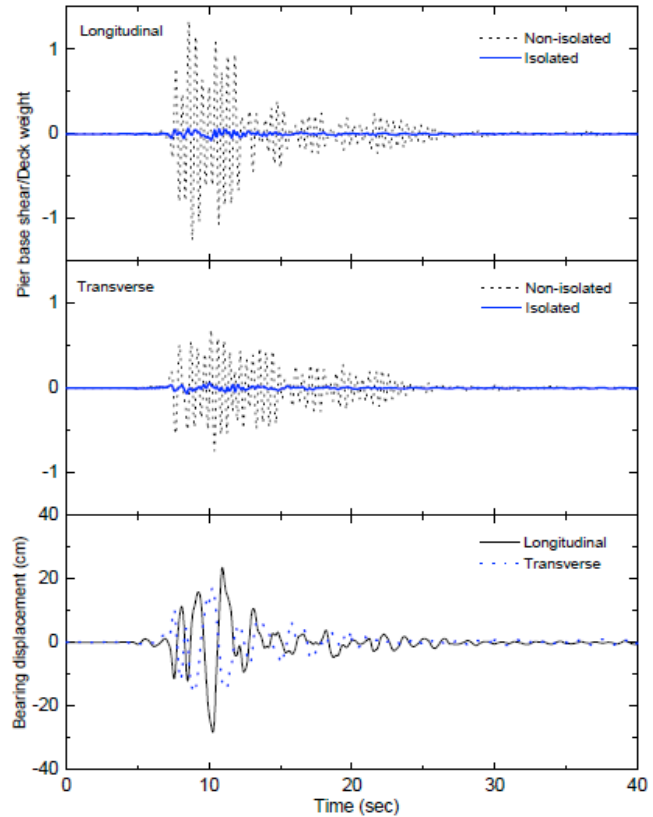 Longitudinal
Non-isolated
Isolated
1
0
-1
Pier base shear/Deck weight
Transverse
Non-isolated
Isolated
1
0
-1
40
Longitudinal
Transverse
20
0
-20
-40
Bearing displacement (cm)
0
10
20
30
40
Time (sec)